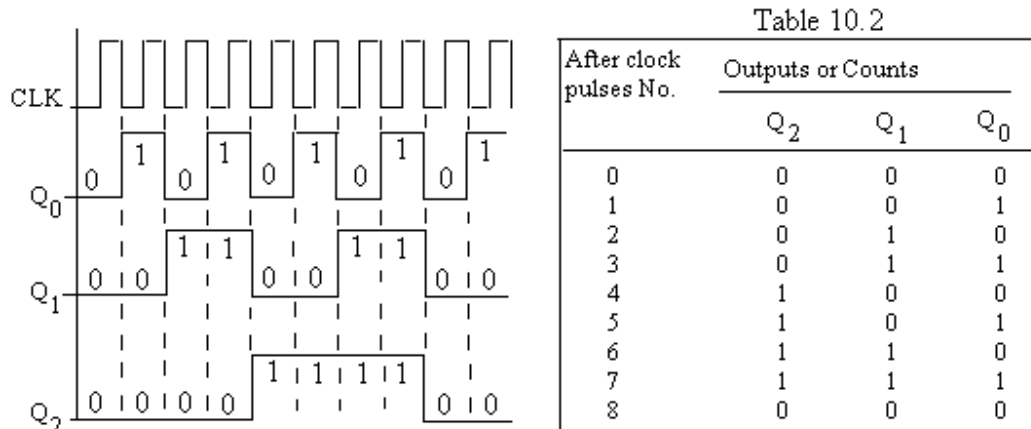 CLK
1 1 1 1 1
0 0 0 0 0
Q0
1 1 1 1
0 0 0 0 0 0
Q1
1 1 1 1
0 0 0 0 0 0
Q2
Table 10.2
After clock pulses No. Outputs or Counts
Q2 Q1 Q0
0 0 0 0
1 0 0 1
2 0 1 0
3 0 1 1
4 1 0 0
5 1 0 1
6 1 1 0
7 1 1 1
8 0 0 0